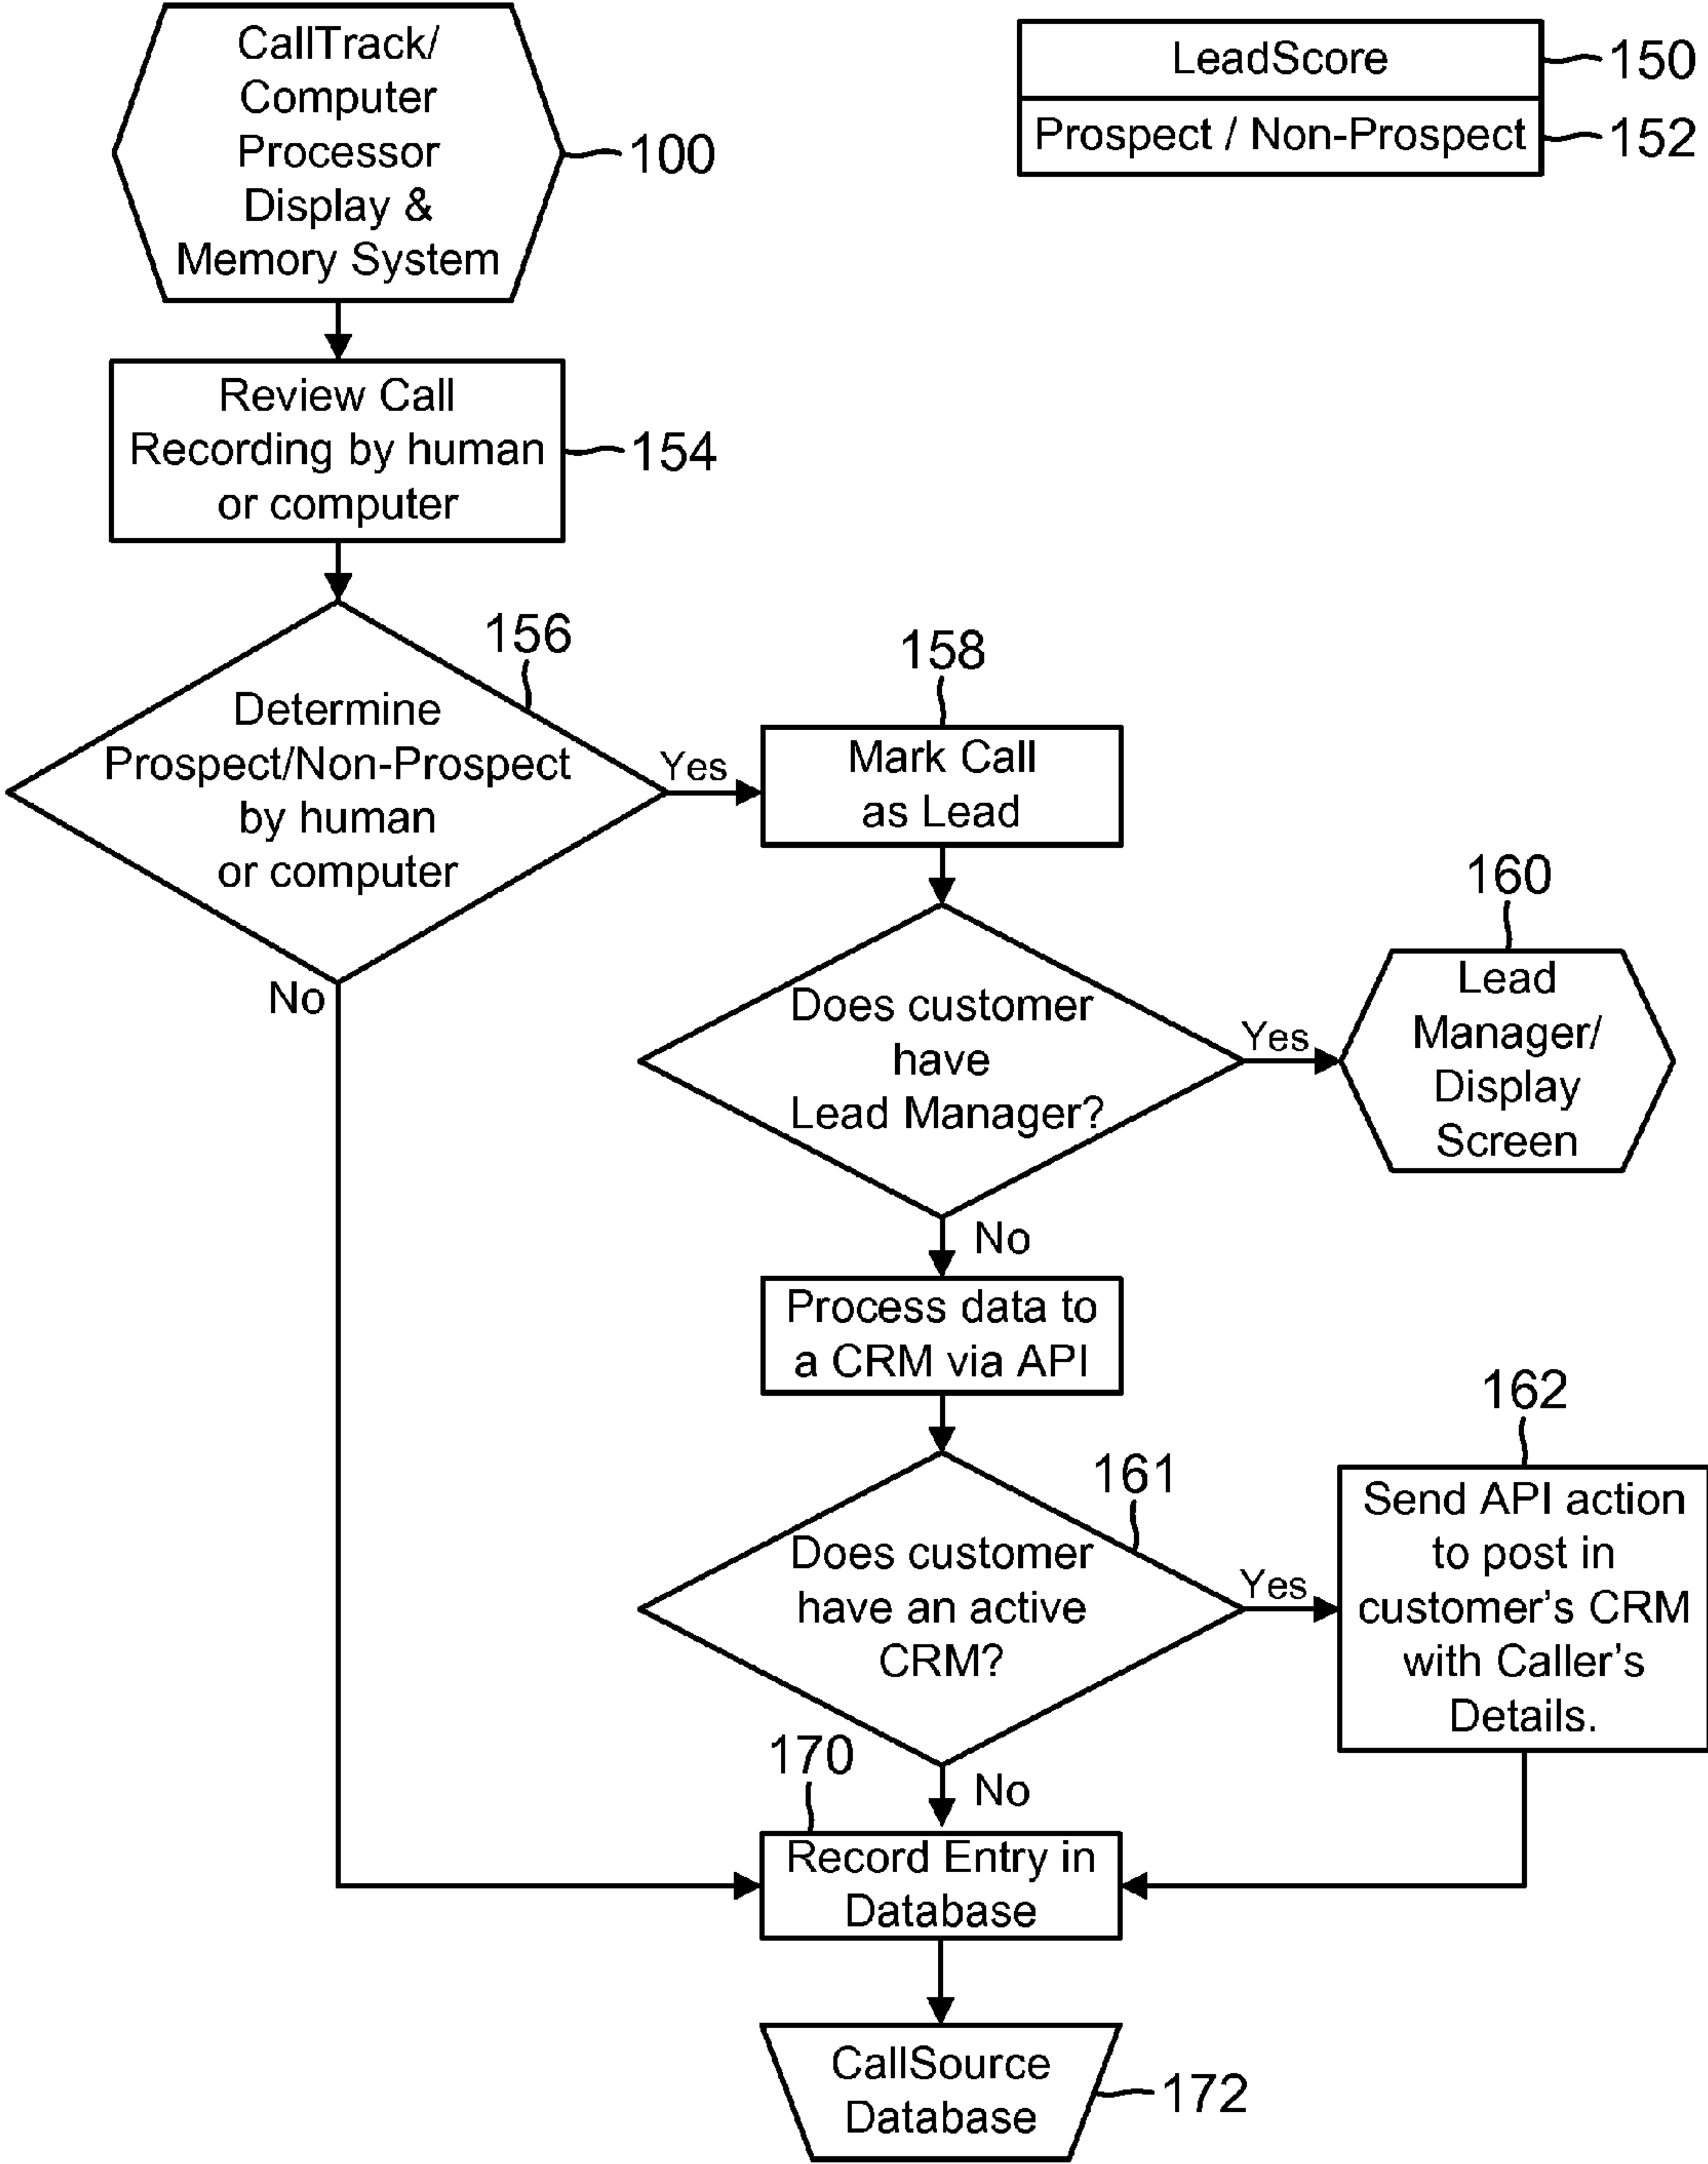 CallTrack/
Computer
Processor
Display &
Memory System
100
LeadScore
150
Prospect / Non-Prospect
152
Review Call
Recording by human
or computer
154
156
Determine
Prospect/Non-Prospect
by human
or computer
Yes
No
158
Mark Call
as Lead
Does customer
have
Lead Manager?
Yes
No
160
Lead
Manager/
Display
Screen
Process data to
a CRM via API
161
Does customer
have an active
CRM?
Yes
No
162
Send API action
to post in
customer’s CRM
with Caller’s
Details.
170
Record Entry in
Database
CallSource
Database
172